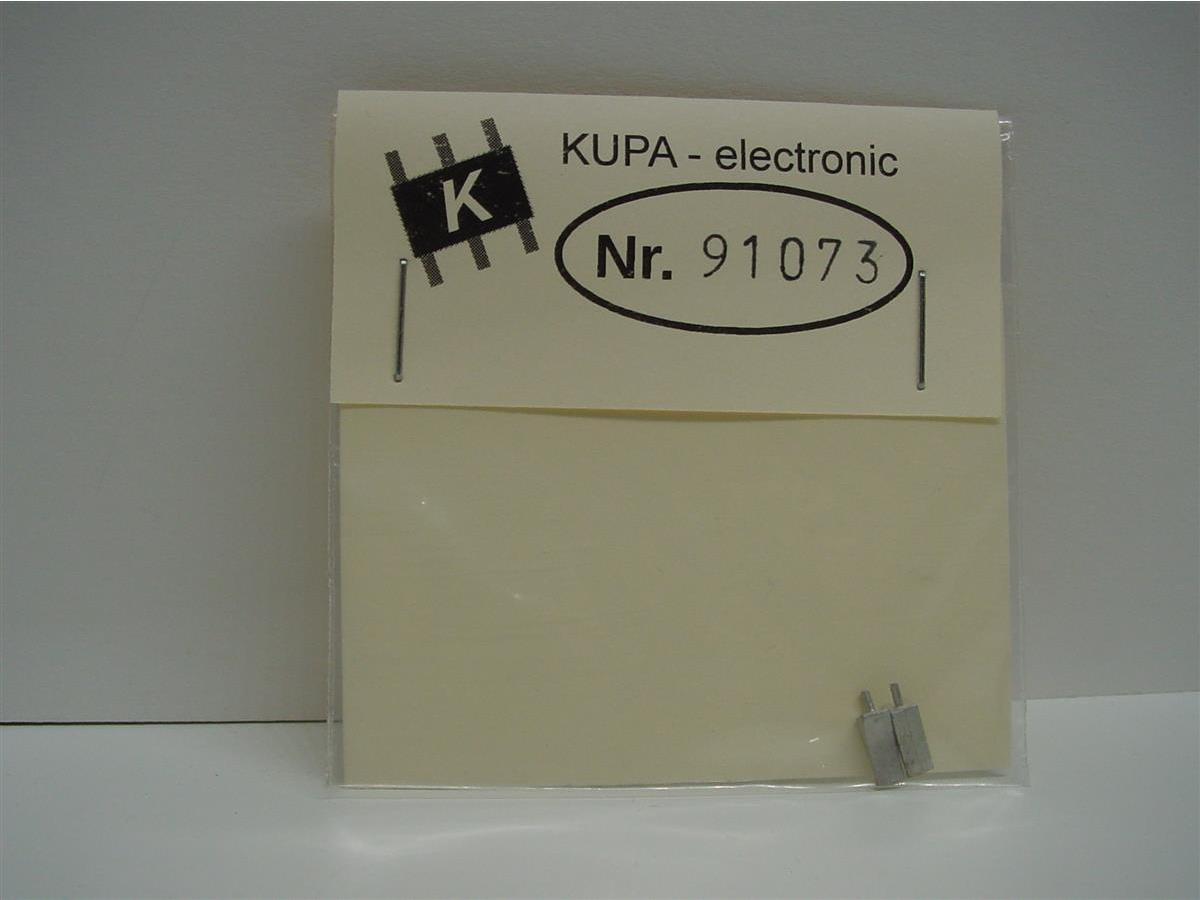 KUPA - electronic
K
Nr. 91073